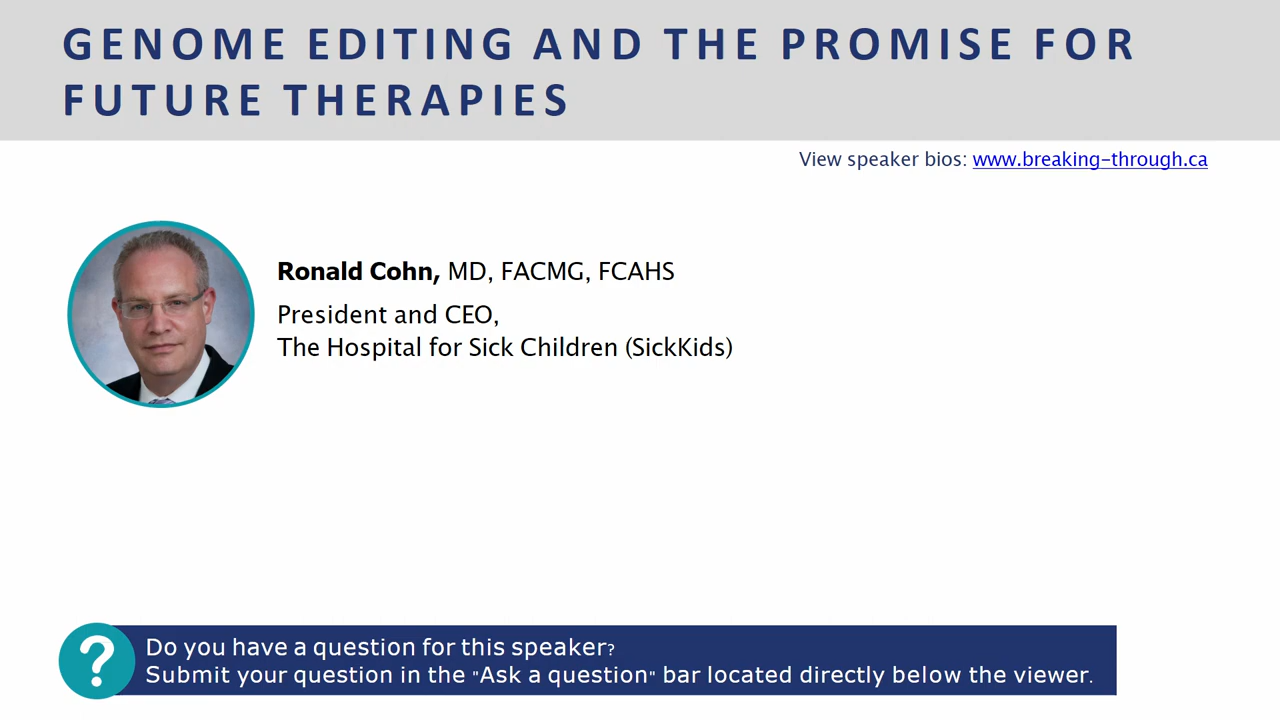 GENOME EDITING AND THE PROMISE FOR
FUTURE THERAPIES
View speaker bios: www.breaking-through.ca
Ronald Cohn, MD, FACMG, FCAHS
President and CEO,
The Hospital for Sick Children (SickKids)
?
Do you have a question for this speaker?
Submit your question in the "Ask a question" bar located directly below the viewer.